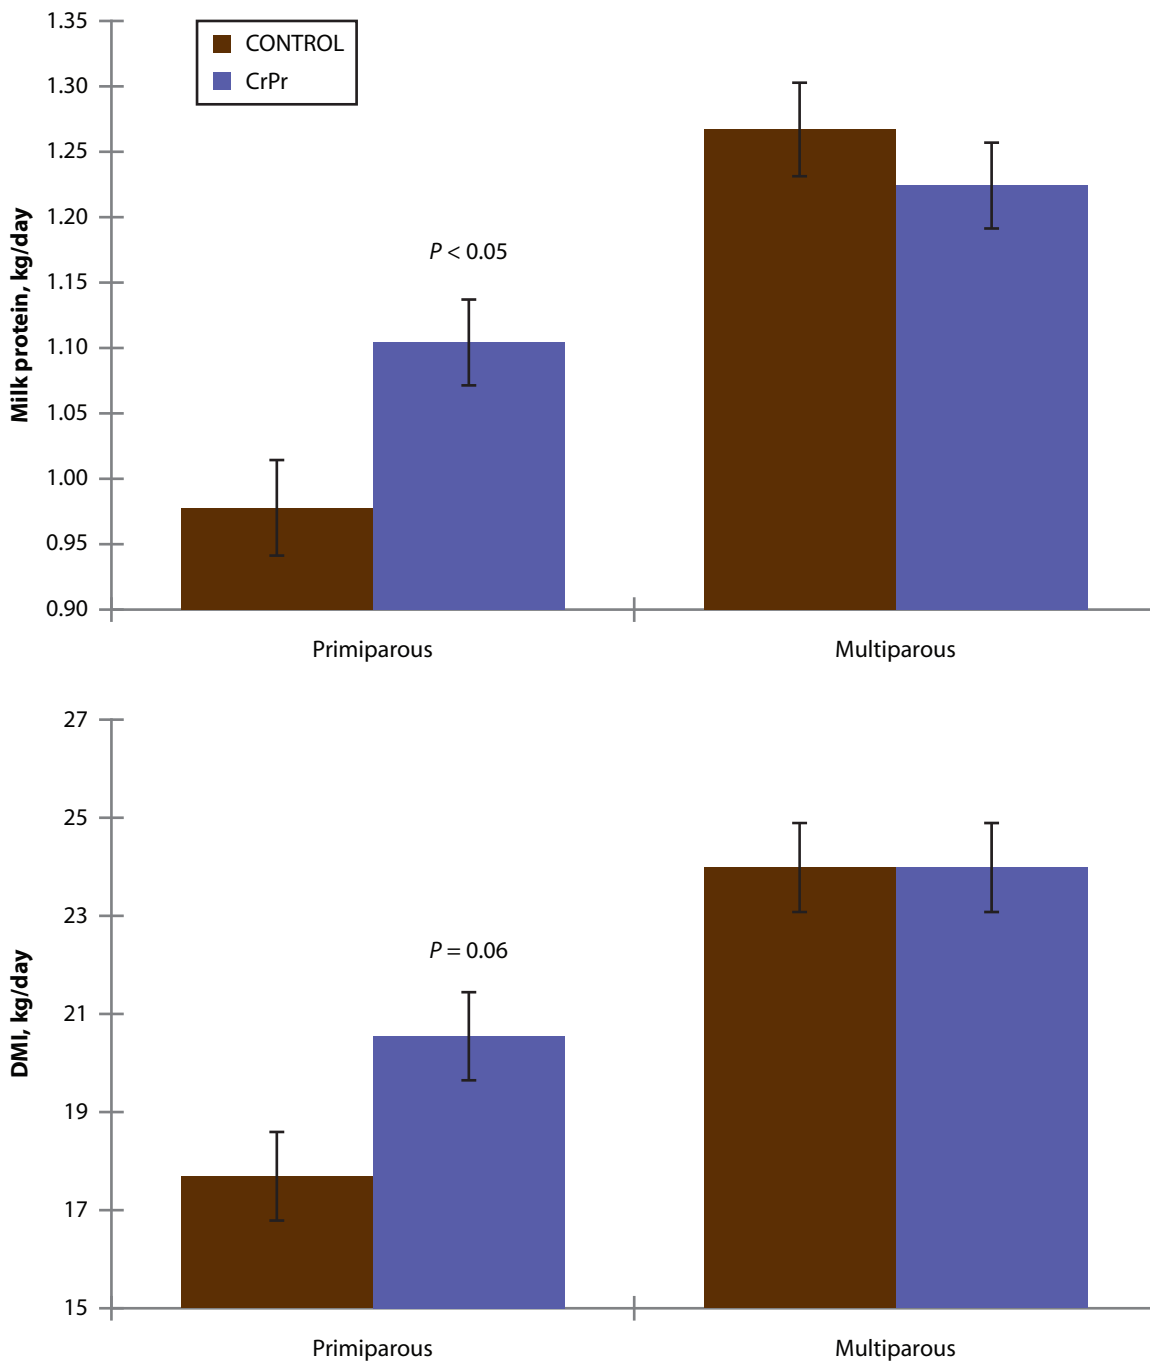 1.35
CONTROL
CrPr
1.30
1.25
1.20
1.15
1.10
1.05
1.00
0.95
0.90
Milk protein, kg/day
P < 0.05
Primiparous
Multiparous
27
25
23
21
19
17
15
DMI, kg/day
P = 0.06
Primiparous
Multiparous